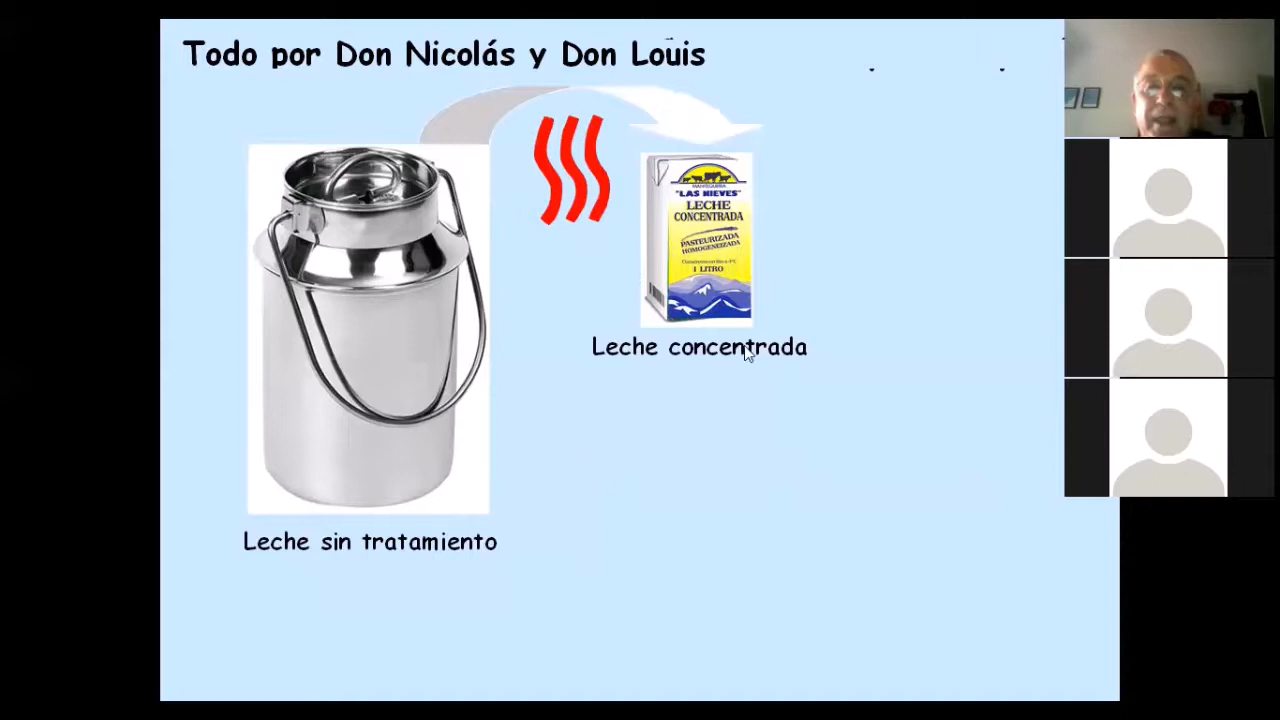 Todo por Don Nicolás y Don Louis
MANTEQUERIA
"LAS NIEVES"
LECHE
CONCENTRADA
PASTEURIZADA
HOMOGENEIZADA
1 LITRO
Leche concentrada
Leche sin tratamiento